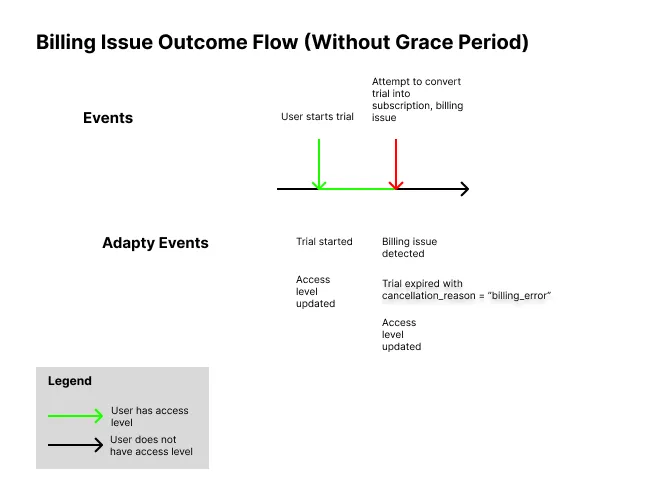 Billing Issue Outcome Flow (Without Grace Period)
Attempt to convert
trial into
subscription, billing
issue
Events
User starts trial
Adapty Events
Trial started
Billing issue
detected
Access
level
updated
Trial expired with
cancellation_reason = ”billing_error”
Access
level
updated
Legend
User has access
level
User does not
have access level